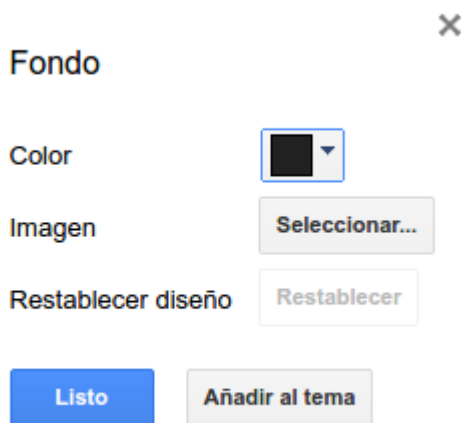 Fondo
Color
Imagen Seleccionar...
Restablecer diseño Restablecer
Listo Añadir al tema